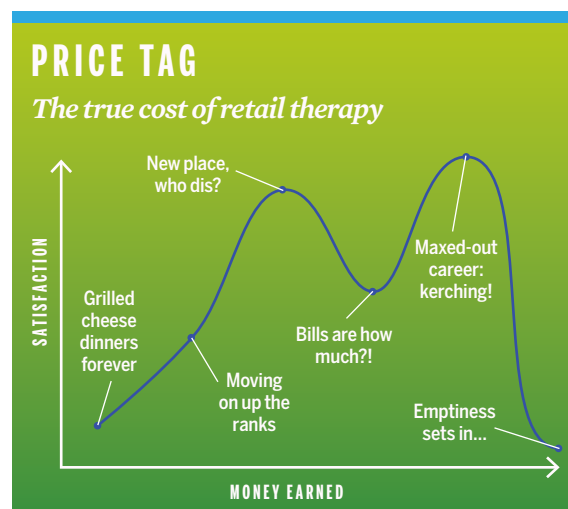 PRICE TAG
The true cost of retail therapy
New place,
who dis?
Maxed-out
career:
kerching!
Grilled
cheese
dinners
forever
Bills are how
much?!
Moving
on up the
ranks
Emptiness
sets in...
SATISFACTION
MONEY EARNED